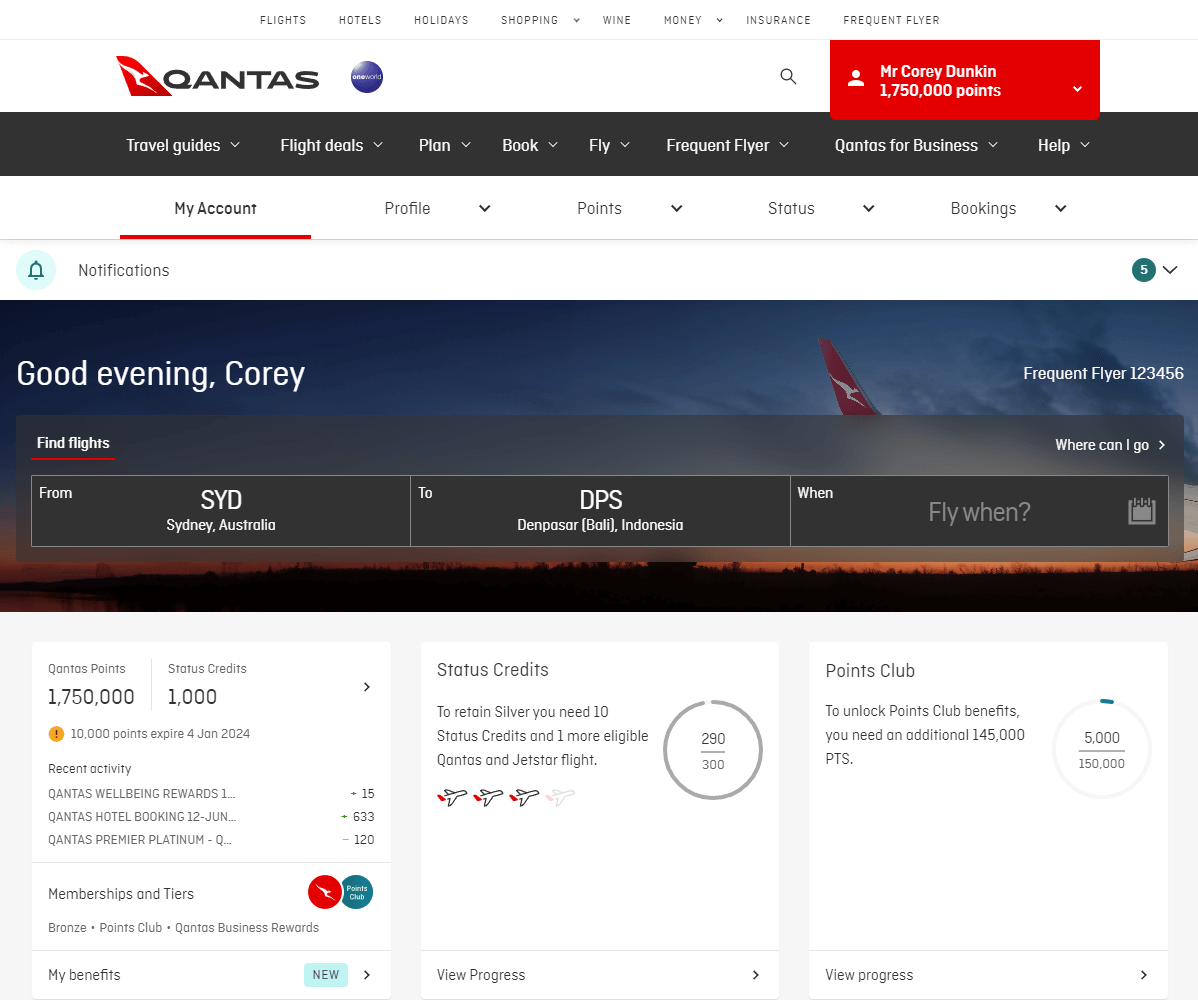 FLIGHTS HOTELS HOLIDAYS SHOPPING WINE MONEY INSURANCE FREQUENT FLYER
QANTAS oneworld
Mr Corey Dunkin
1,750,000 points
Travel guides Flight deals Plan Book Fly Frequent Flyer Qantas for Business Help
My Account Profile Points Status Bookings
Notifications 5
Good evening, Corey
Frequent Flyer 123456
Find flights
Where can I go
From
SYD
Sydney, Australia
To
DPS
Denpasar (Bali), Indonesia
When
Fly when?
Qantas Points
1,750,000
Status Credits
1,000
! 10,000 points expire 4 Jan 2024
Recent activity
QANTAS WELLBEING REWARDS 1... + 15
QANTAS HOTEL BOOKING 12-JUN... + 633
QANTAS PREMIER PLATINUM - Q... – 120
Memberships and Tiers
Points
Club
Bronze • Points Club • Qantas Business Rewards
My benefits NEW
Status Credits
To retain Silver you need 10
Status Credits and 1 more eligible
Qantas and Jetstar flight.
290
300
View Progress
Points Club
To unlock Points Club benefits,
you need an additional 145,000
PTS.
5,000
150,000
View progress